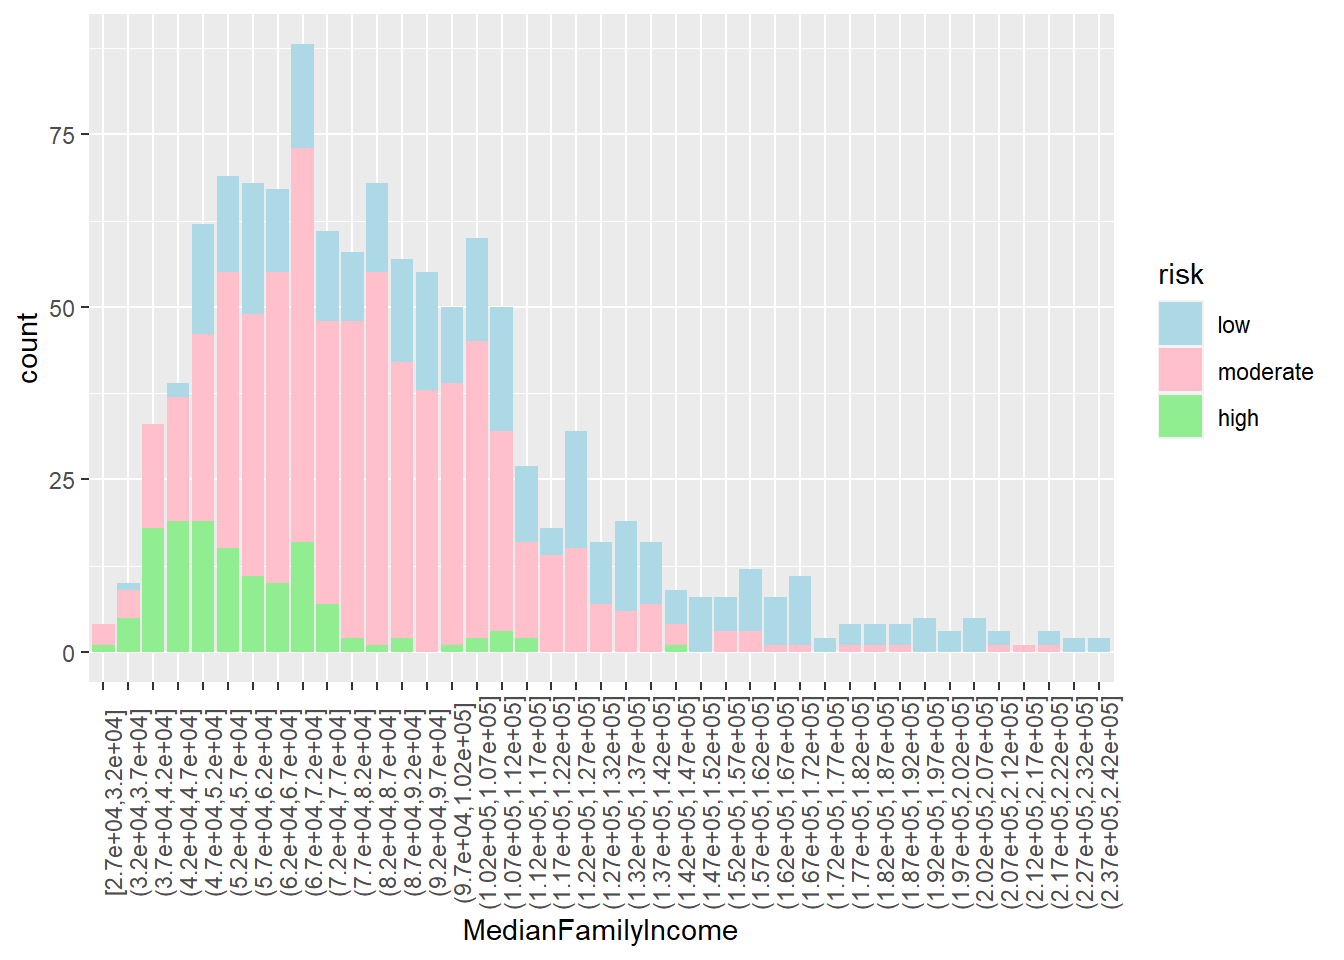 75
50
25
0
count
[2.7e+04,3.2e+04]
(3.2e+04,3.7e+04]
(3.7e+04,4.2e+04]
(4.2e+04,4.7e+04]
(4.7e+04,5.2e+04]
(5.2e+04,5.7e+04]
(5.7e+04,6.2e+04]
(6.2e+04,6.7e+04]
(6.7e+04,7.2e+04]
(7.2e+04,7.7e+04]
(7.7e+04,8.2e+04]
(8.2e+04,8.7e+04]
(8.7e+04,9.2e+04]
(9.2e+04,9.7e+04]
(9.7e+04,1.02e+05]
(1.02e+05,1.07e+05]
(1.07e+05,1.12e+05]
(1.12e+05,1.17e+05]
(1.17e+05,1.22e+05]
(1.22e+05,1.27e+05]
(1.27e+05,1.32e+05]
(1.32e+05,1.37e+05]
(1.37e+05,1.42e+05]
(1.42e+05,1.47e+05]
(1.47e+05,1.52e+05]
(1.52e+05,1.57e+05]
(1.57e+05,1.62e+05]
(1.62e+05,1.67e+05]
(1.67e+05,1.72e+05]
(1.72e+05,1.77e+05]
(1.77e+05,1.82e+05]
(1.82e+05,1.87e+05]
(1.87e+05,1.92e+05]
(1.92e+05,1.97e+05]
(1.97e+05,2.02e+05]
(2.02e+05,2.07e+05]
(2.07e+05,2.12e+05]
(2.12e+05,2.17e+05]
(2.17e+05,2.22e+05]
(2.27e+05,2.32e+05]
(2.37e+05,2.42e+05]
MedianFamilyIncome
risk
low
moderate
high